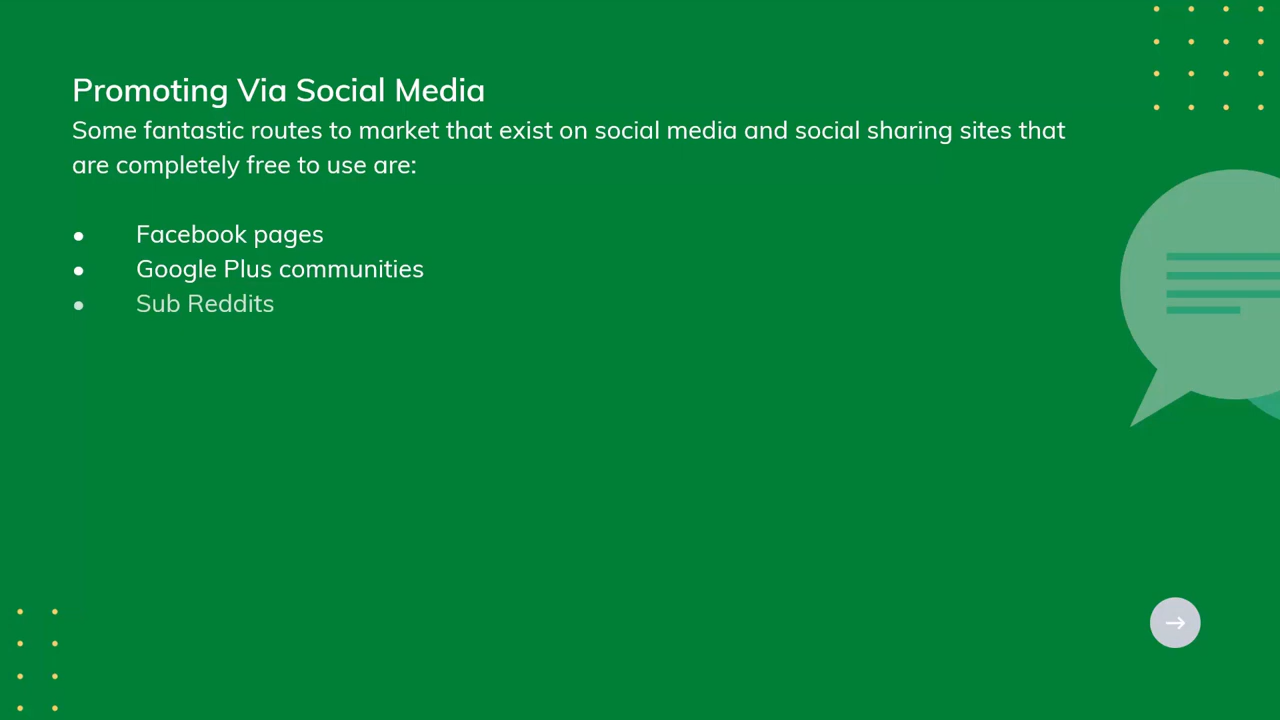 Promoting Via Social Media
Some fantastic routes to market that exist on social media and social sharing sites that
are completely free to use are:
● Facebook pages
● Google Plus communities
● Sub Reddits